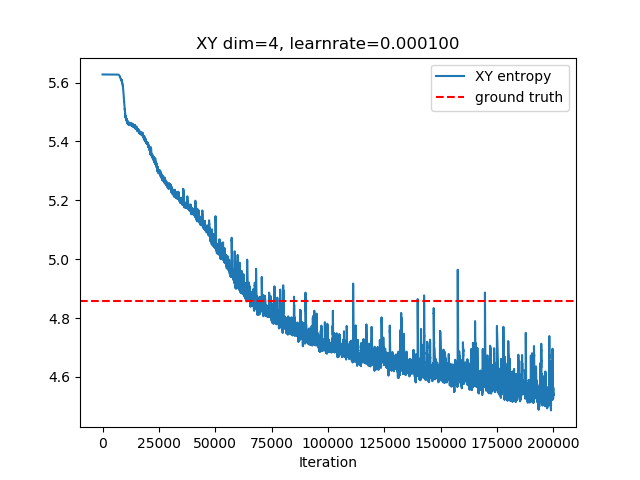 XY dim=4, learnrate=0.000100
XY entropy
ground truth
5.6
5.4
5.2
5.0
4.8
4.6
0 25000 50000 75000 100000 125000 150000 175000 200000
Iteration